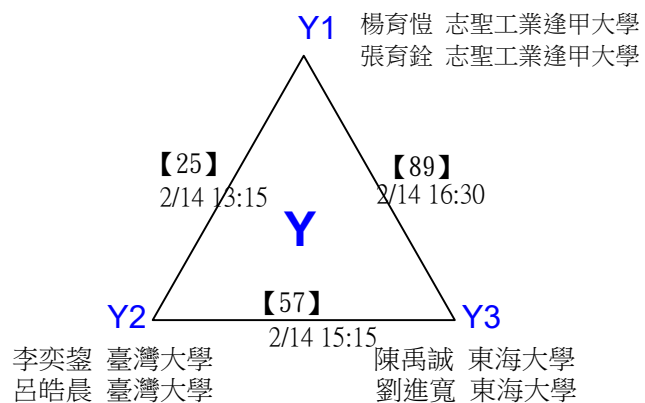 Y1
楊育愷 志聖工業逢甲大學
張育銓 志聖工業逢甲大學
【25】
2/14 13:15
【89】
2/14 16:30
Y
【57】
2/14 15:15
Y2
李奕鋆 臺灣大學
呂皓晨 臺灣大學
Y3
陳禹誠 東海大學
劉進寬 東海大學